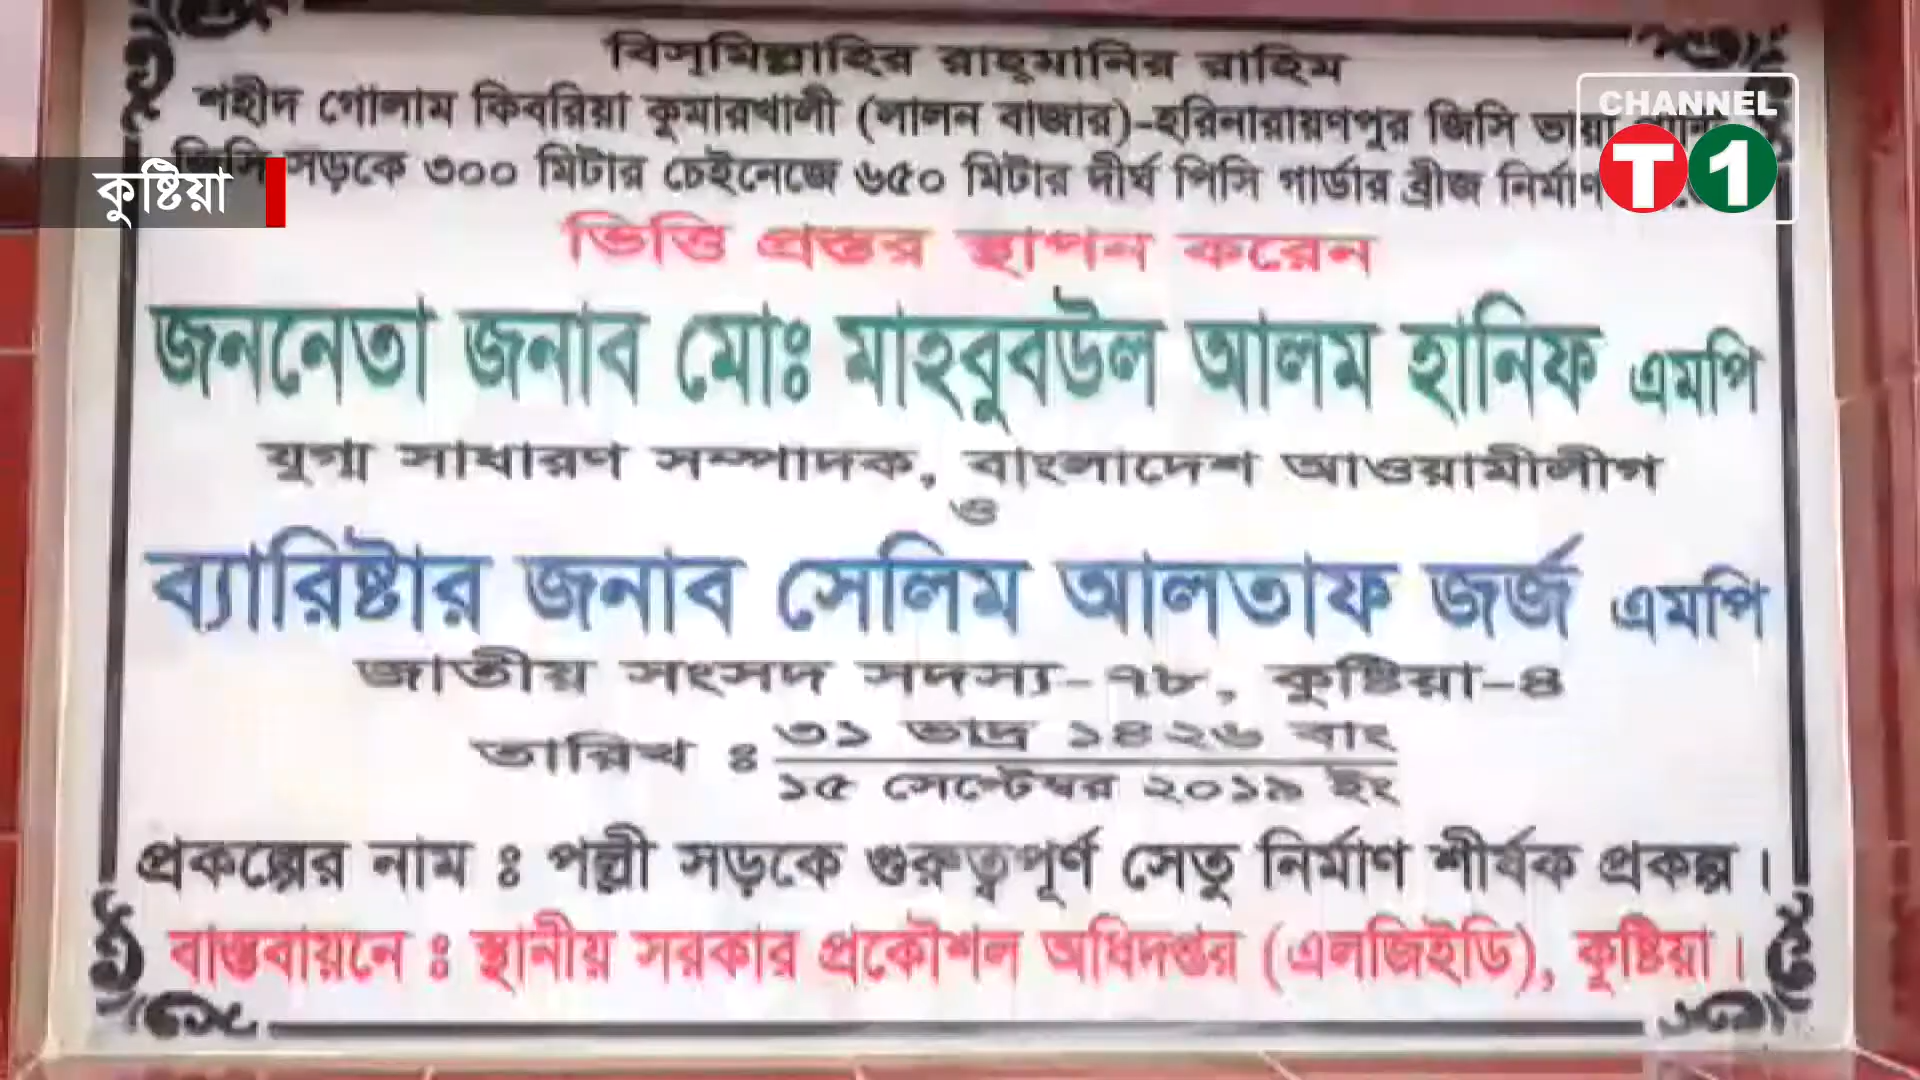 বিস্‌মিল্লাহির রাহ্‌মানির রাহিম
শহীদ গোলাম কিবরিয়া কুমারখালী (লালন বাজার)-হরিনারায়ণপুর জিসি ভায়া
জিসি সড়কে ৩০০ মিটার চেইনেজে ৬৫০ মিটার দীর্ঘ পিসি গার্ডার ব্রীজ নির্মাণ
CHANNEL
T1
কুষ্টিয়া
ভিত্তি প্রস্তর স্থাপন করেন
জননেতা জনাব মোঃ মাহবুবউল আলম হানিফ এমপি
যুগ্ম সাধারণ সম্পাদক, বাংলাদেশ আওয়ামীলীগ
ও
ব্যারিষ্টার জনাব সেলিম আলতাফ জর্জ এমপি
জাতীয় সংসদ সদস্য-৭৮, কুষ্টিয়া-৪
তারিখ ঃ ৩১ ভাদ্র ১৪২৬ বাং
১৫ সেপ্টেম্বর ২০১৯ ইং
প্রকল্পের নাম ঃ পল্লী সড়কে গুরুত্বপূর্ণ সেতু নির্মাণ শীর্ষক প্রকল্প।
বাস্তবায়নে ঃ স্থানীয় সরকার প্রকৌশল অধিদপ্তর (এলজিইডি), কুষ্টিয়া।